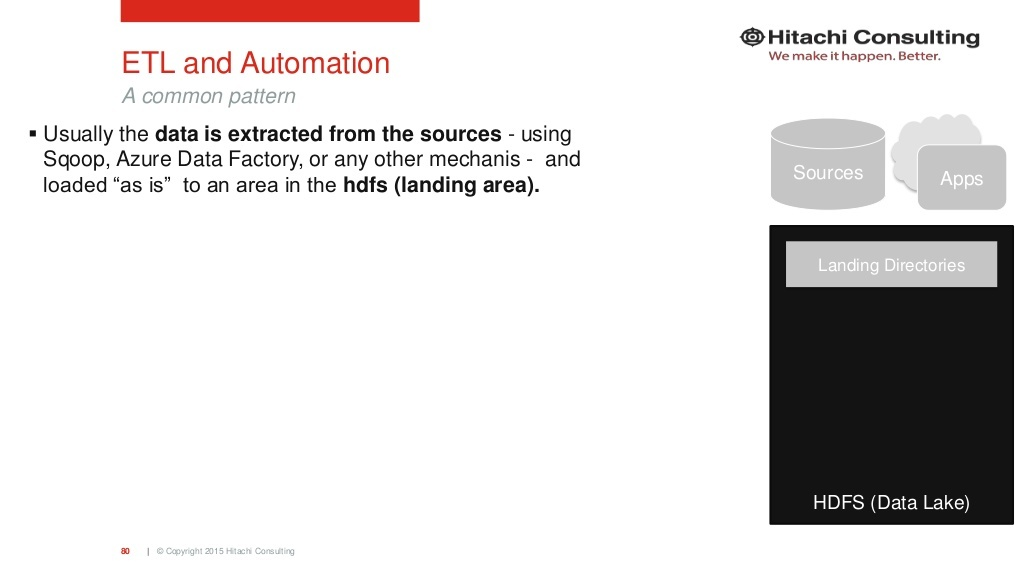 Hitachi Consulting
We make it happen. Better.
ETL and Automation
A common pattern
▪ Usually the data is extracted from the sources - using
Sqoop, Azure Data Factory, or any other mechanis -  and
loaded “as is”  to an area in the hdfs (landing area).
Sources
Apps
Landing Directories
HDFS (Data Lake)
80 | © Copyright 2015 Hitachi Consulting